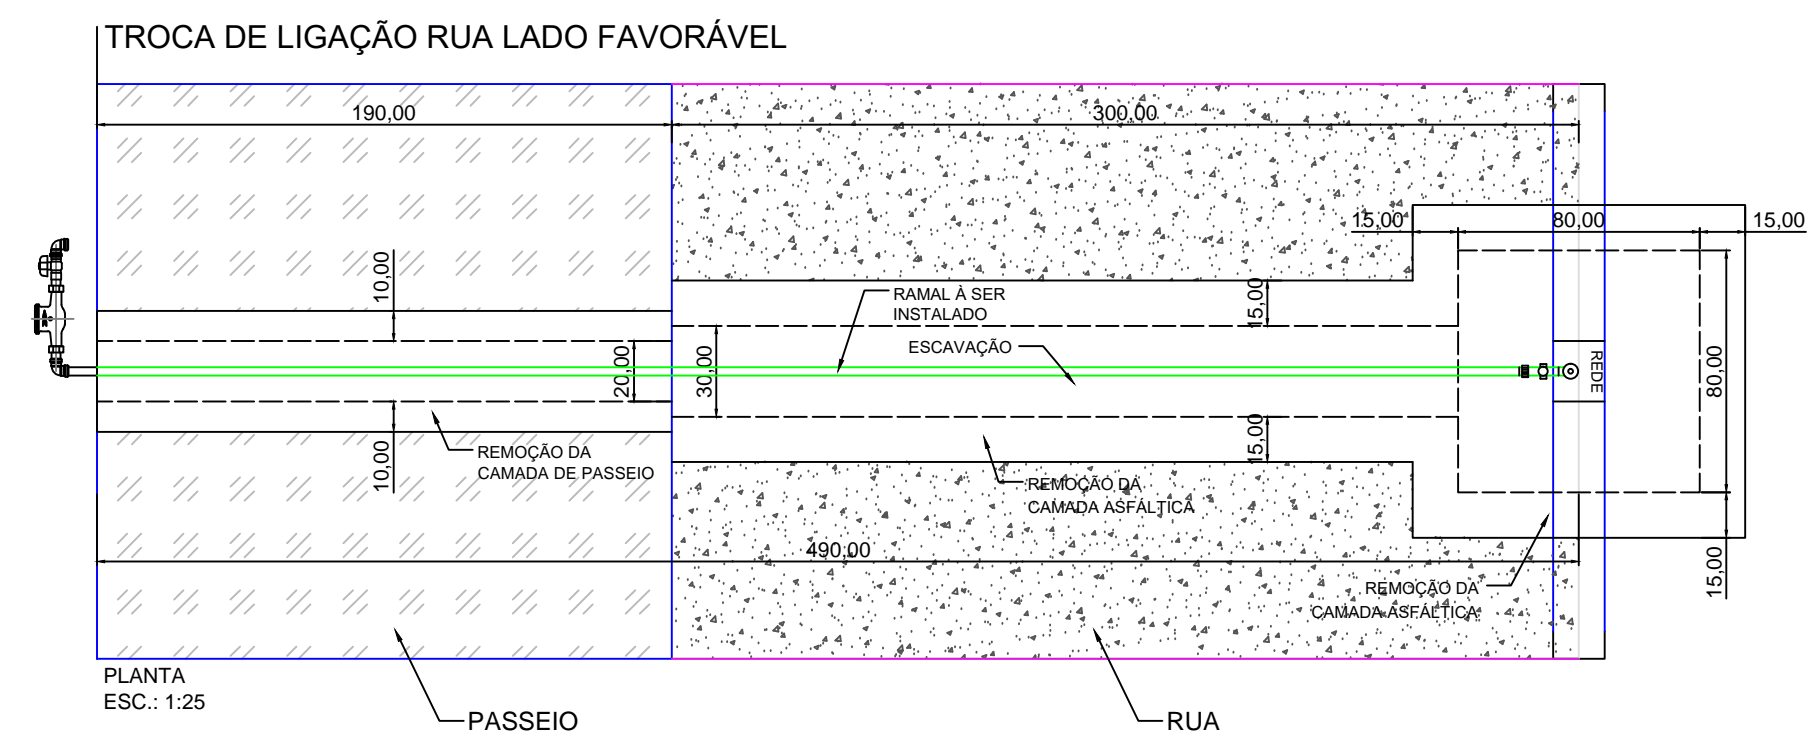 TROCA DE LIGAÇÃO RUA LADO FAVORÁVEL
190,00
300,00
15,00
80,00
15,00
10,00
15,00
RAMAL À SER
INSTALADO
ESCAVAÇÃO
20,00
30,00
REDE
80,00
10,00
REMOÇÃO DA
CAMADA DE PASSEIO
15,00
REMOÇÃO DA
CAMADA ASFÁLTICA
490,00
15,00
REMOÇÃO DA
CAMADA ASFÁLTICA
PLANTA
ESC.: 1:25
PASSEIO
RUA